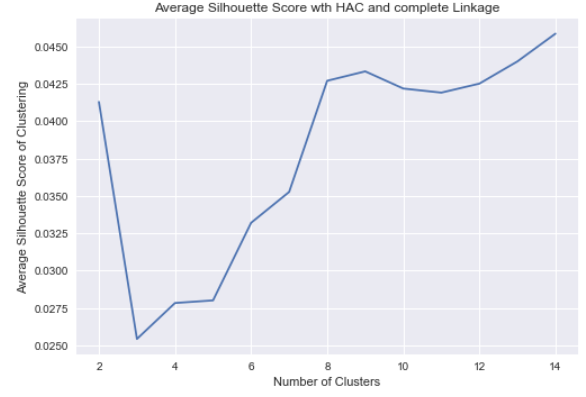 Average Silhouette Score wth HAC and complete Linkage
Average Silhouette Score of Clustering
0.0450
0.0425
0.0400
0.0375
0.0350
0.0325
0.0300
0.0275
0.0250
2 4 6 8 10 12 14
Number of Clusters